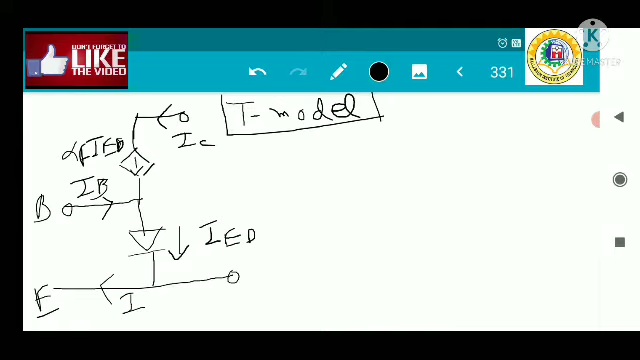 DON'T FORGET TO
LIKE
THE VIDEO
331
K
T-model
IC
αFIED
IB
B
IED
E
I